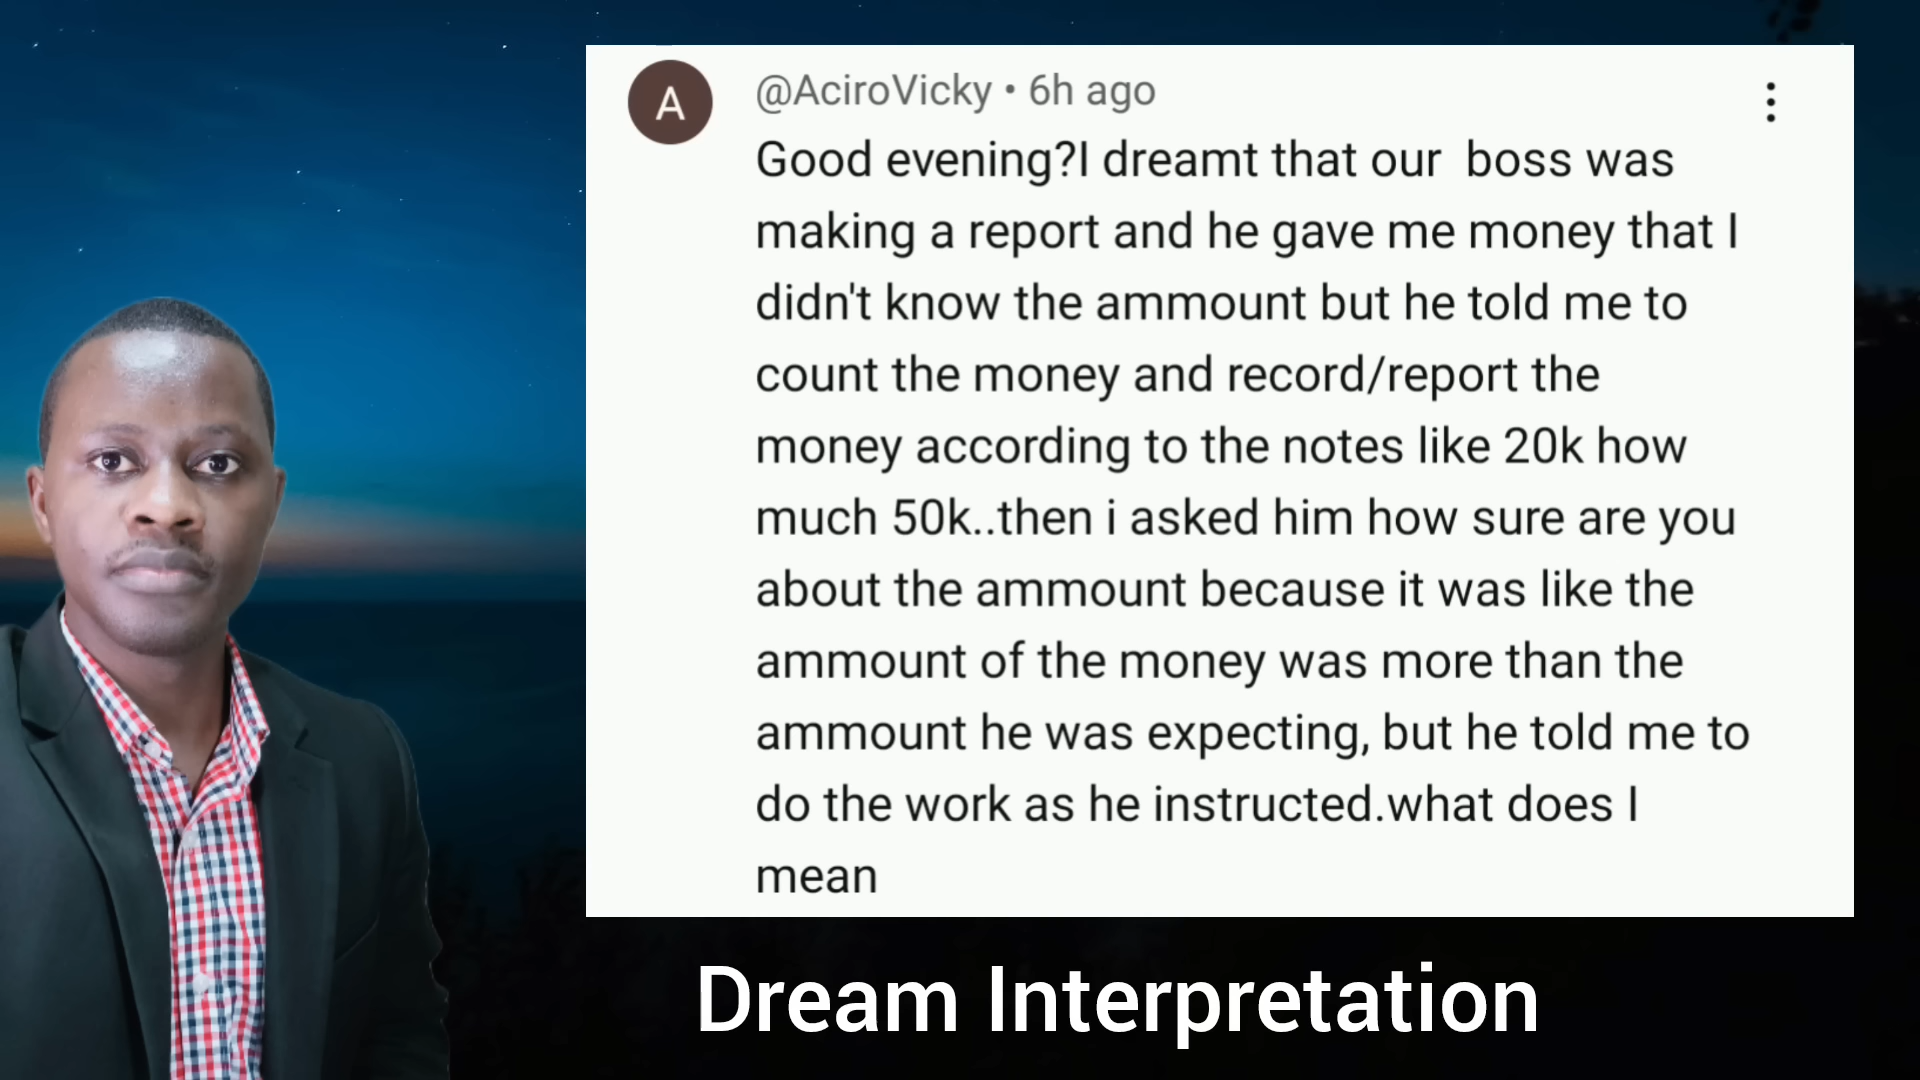 A
@AciroVicky • 6h ago
Good evening?I dreamt that our  boss was
making a report and he gave me money that I
didn't know the ammount but he told me to
count the money and record/report the
money according to the notes like 20k how
much 50k..then i asked him how sure are you
about the ammount because it was like the
ammount of the money was more than the
ammount he was expecting, but he told me to
do the work as he instructed.what does I
mean
Dream Interpretation